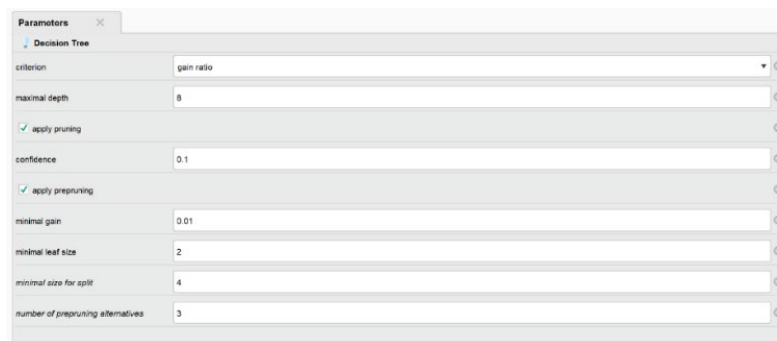 Parameters
Decision Tree
criterion gain ratio
maximal depth 8
apply pruning
confidence 0.1
apply prepruning
minimal gain 0.01
minimal leaf size 2
minimal size for split 4
number of prepruning alternatives 3